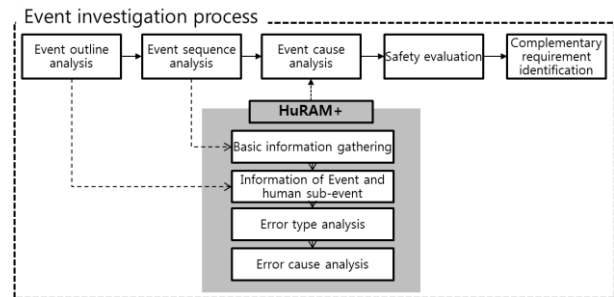 Event investigation process
Event outline
analysis
Event sequence
analysis
Event cause
analysis
Safety evaluation
Complementary
requirement
identification
HuRAM+
Basic information gathering
Information of Event and
human sub-event
Error type analysis
Error cause analysis